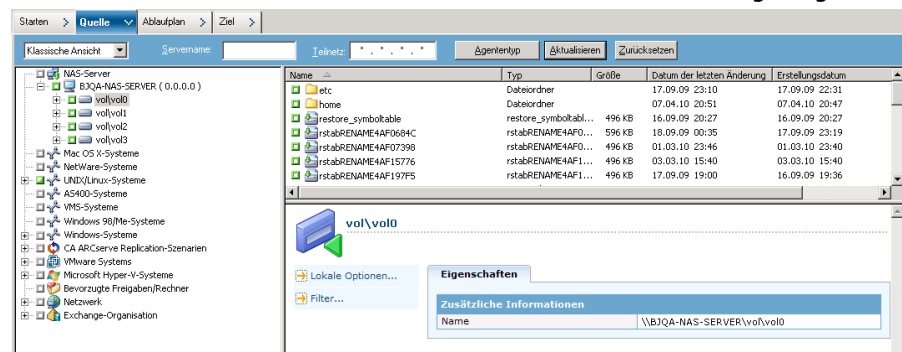 Starten > Quelle Ablaufplan > Ziel >
Klassische Ansicht Servername: Teilnetz: * . * . * . * Agententyp Aktualisieren Zurücksetzen
NAS-Server
BJQA-NAS-SERVER ( 0.0.0.0 )
vol\vol0
vol\vol1
vol\vol2
vol\vol3
Mac OS X-Systeme
NetWare-Systeme
UNIX/Linux-Systeme
AS400-Systeme
VMS-Systeme
Windows 98/Me-Systeme
Windows-Systeme
CA ARCserve Replication-Szenarien
VMware Systems
Microsoft Hyper-V-Systeme
Bevorzugte Freigaben/Rechner
Netzwerk
Exchange-Organisation
Name Typ Größe Datum der letzten Änderung Erstellungsdatum
etc Dateiordner 17.09.09 23:10 17.09.09 22:31
home Dateiordner 07.04.10 20:51 07.04.10 20:47
restore_symboltable restore_symboltabl... 496 KB 16.09.09 20:27 16.09.09 20:27
rstabRENAME4AF0684C rstabRENAME4AF0... 596 KB 18.09.09 00:35 17.09.09 23:19
rstabRENAME4AF07398 rstabRENAME4AF0... 496 KB 01.03.10 23:46 01.03.10 23:40
rstabRENAME4AF15776 rstabRENAME4AF1... 496 KB 03.03.10 15:40 03.03.10 15:40
rstabRENAME4AF197F5 rstabRENAME4AF1... 496 KB 17.09.09 19:00 16.09.09 19:36
vol\vol0
Lokale Optionen...
Filter...
Eigenschaften
Zusätzliche Informationen
Name \\BJQA-NAS-SERVER\vol\vol0